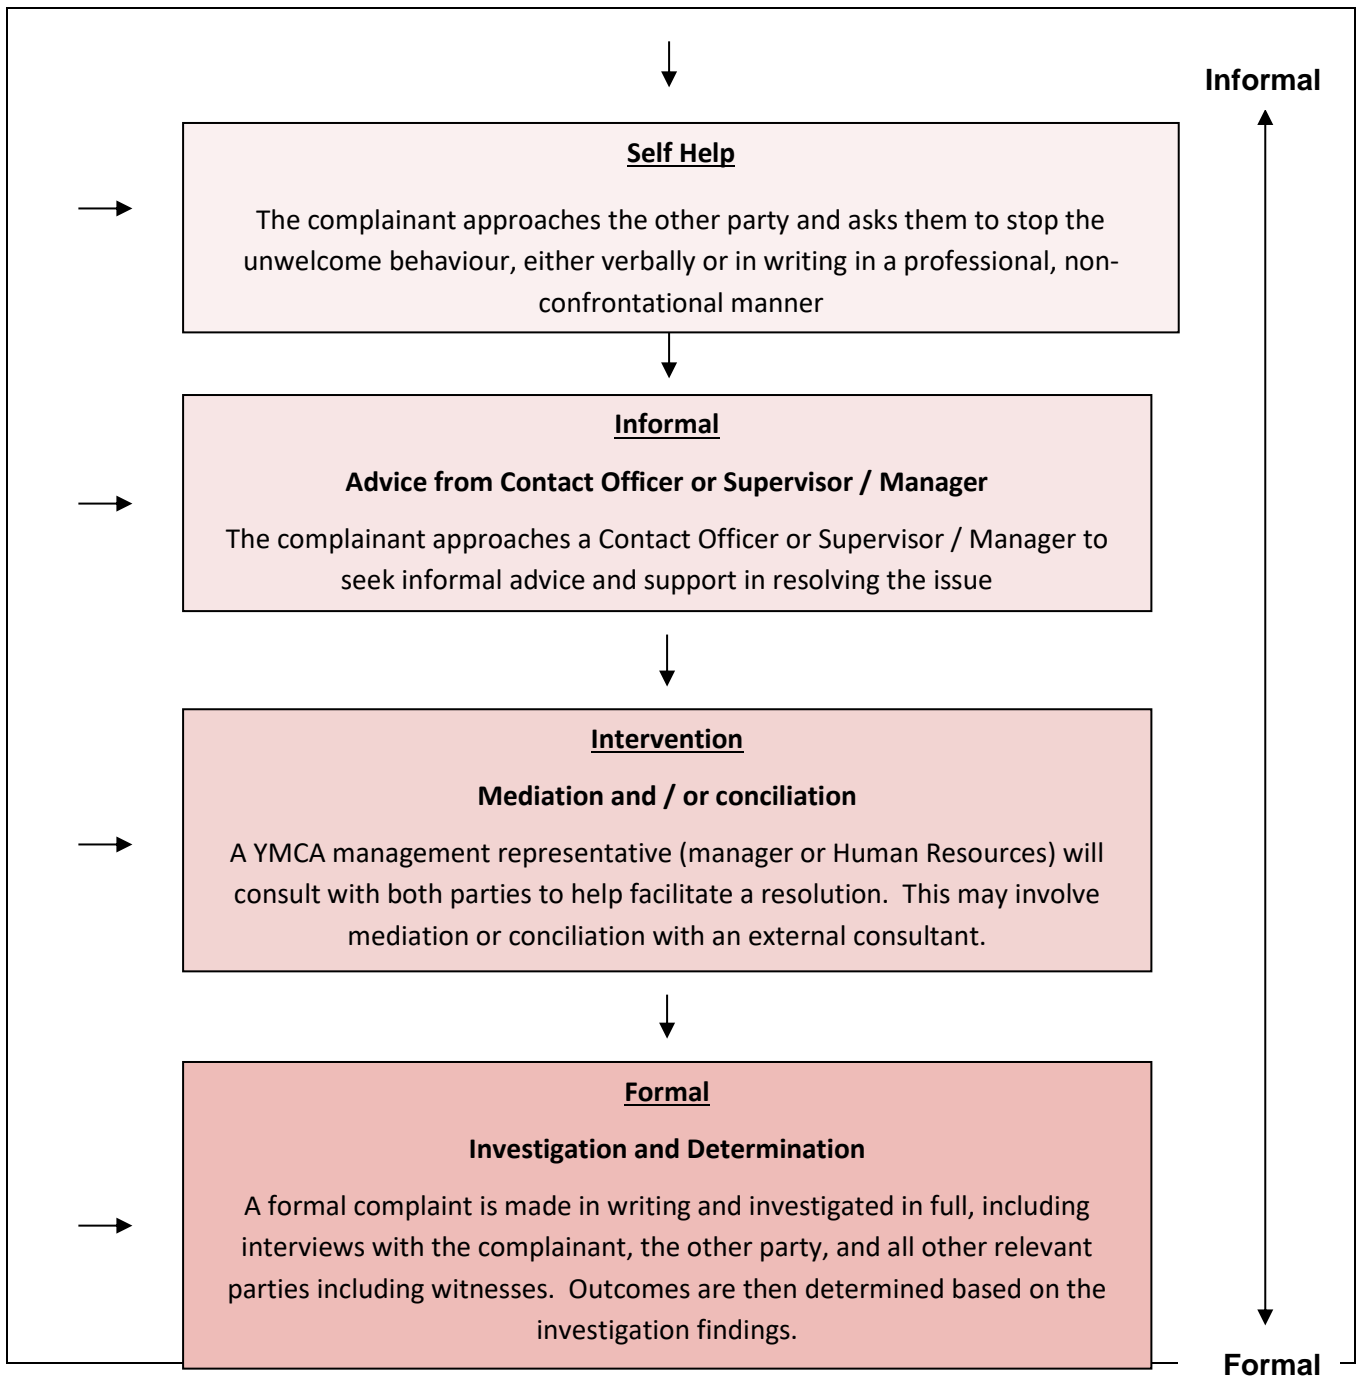 Informal
Self Help
The complainant approaches the other party and asks them to stop the
unwelcome behaviour, either verbally or in writing in a professional, non-
confrontational manner
Informal
Advice from Contact Officer or Supervisor / Manager
The complainant approaches a Contact Officer or Supervisor / Manager to
seek informal advice and support in resolving the issue
Intervention
Mediation and / or conciliation
A YMCA management representative (manager or Human Resources) will
consult with both parties to help facilitate a resolution.  This may involve
mediation or conciliation with an external consultant.
Formal
Investigation and Determination
A formal complaint is made in writing and investigated in full, including
interviews with the complainant, the other party, and all other relevant
parties including witnesses.  Outcomes are then determined based on the
investigation findings.
Formal